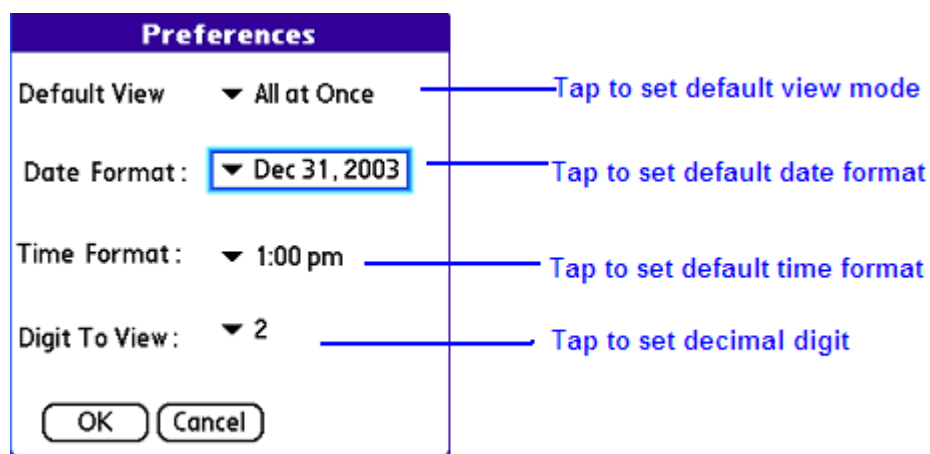 Preferences
Default View All at Once Tap to set default view mode
Date Format: Dec 31, 2003 Tap to set default date format
Time Format: 1:00 pm Tap to set default time format
Digit To View: 2 Tap to set decimal digit
OK Cancel